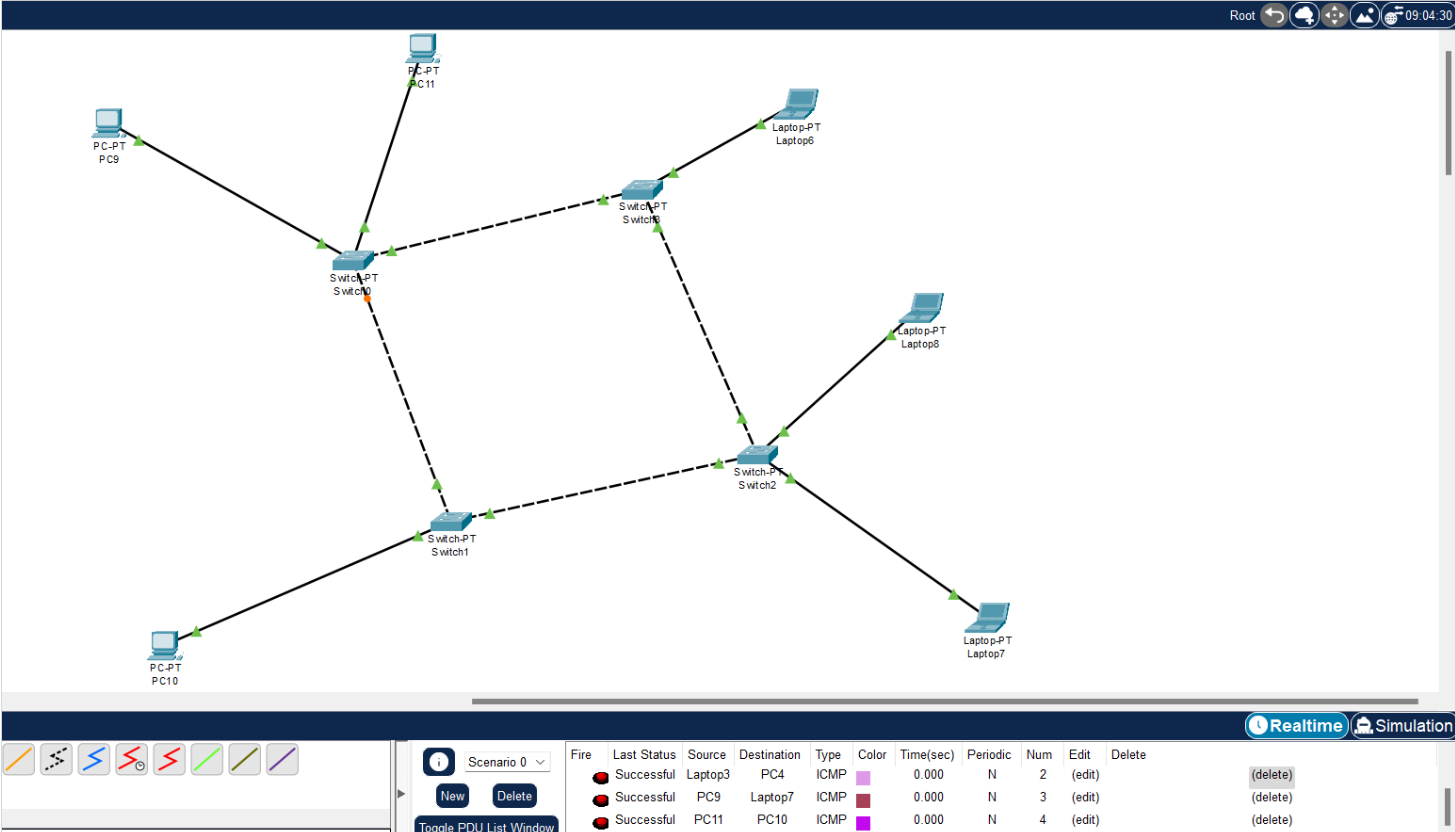 Root 09:04:30
PC-PT
PC11
PC-PT
PC9
Laptop-PT
Laptop6
Switch-PT
Switch3
Switch-PT
Switch0
Laptop-PT
Laptop8
Switch-PT
Switch2
Switch-PT
Switch1
Laptop-PT
Laptop7
PC-PT
PC10
Realtime Simulation
Scenario 0
New Delete
Toggle PDU List Window
Fire Last Status Source Destination Type Color Time(sec) Periodic Num Edit Delete
Successful Laptop3 PC4 ICMP 0.000 N 2 (edit) (delete)
Successful PC9 Laptop7 ICMP 0.000 N 3 (edit) (delete)
Successful PC11 PC10 ICMP 0.000 N 4 (edit) (delete)